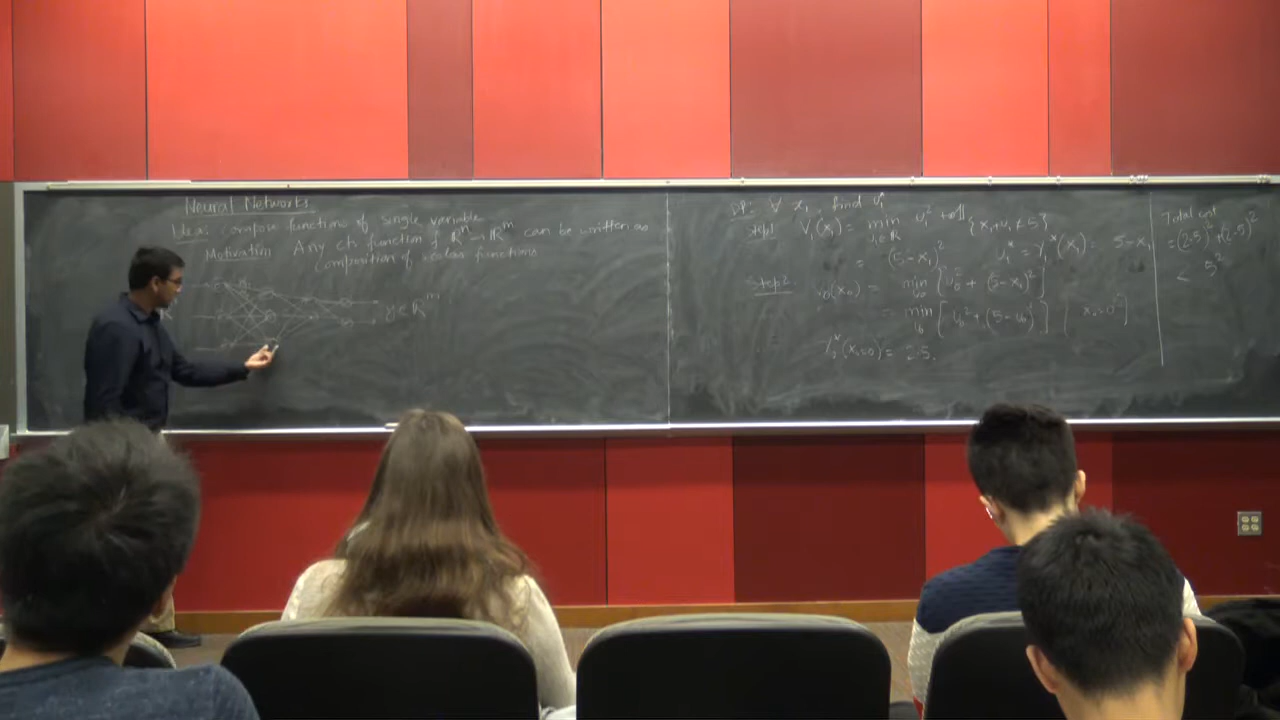 Neural Networks
Idea: compose functions of single variable
Motivation Any cts function f ℝⁿ → ℝᵐ can be written as
composition of scalar functions
y ∈ ℝᵐ
DP: ∀ x₁, find u₁*
Step 1 V₁(x₁) = min u₁² + 1{x₁+u₁≠5}
u₁∈ℝ
= (5-x₁)² u₁* = γ₁*(x₁) = 5-x₁
Step 2 V₀(x₀) = min [u₀² + (5-x₁)²]
u₀
= min [u₀² + (5-u₀)²] [x₀=0]
u₀
γ₀*(x₀=0) = 2.5.
Total cost
= (2.5)² + (2.5)²
< 5²